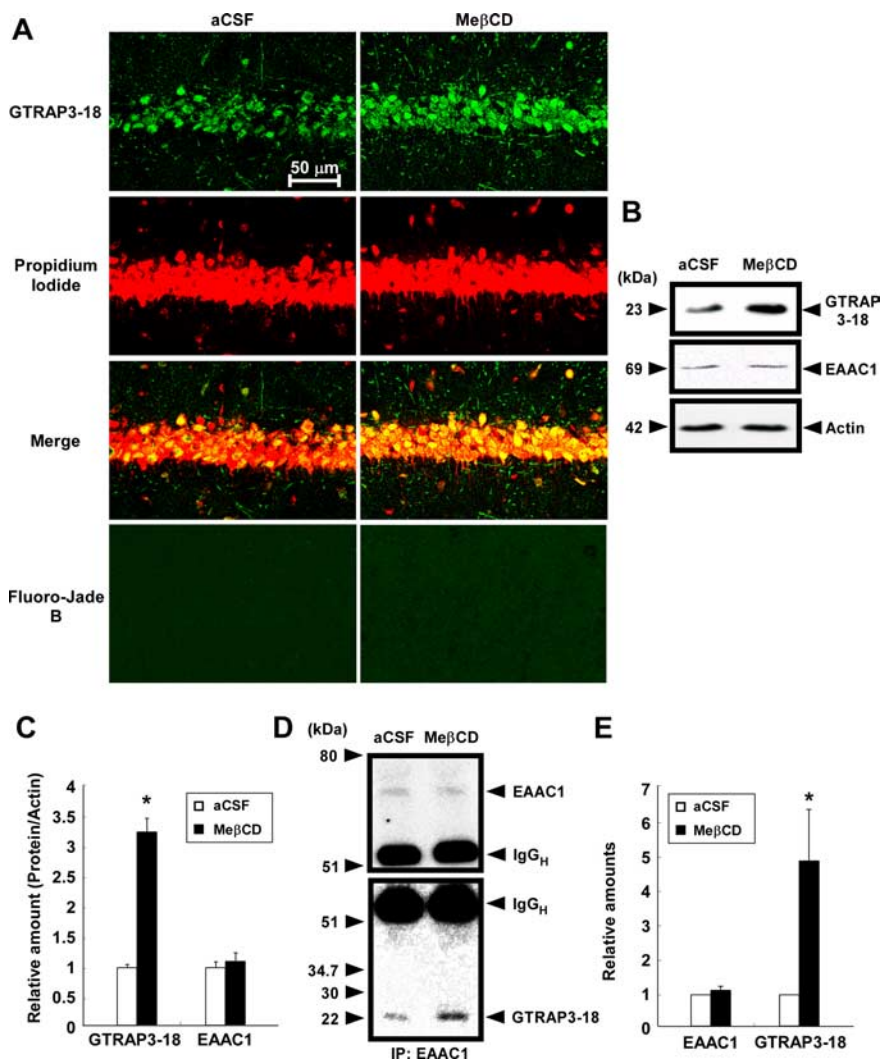 A
aCSF
MeβCD
GTRAP3-18
50 μm
Propidium
Iodide
Merge
Fluoro-Jade
B
B
aCSF MeβCD
(kDa)
23
GTRAP
3-18
69
EAAC1
42
Actin
C
Relative amount (Protein/Actin)
4
3.5
3
2.5
2
1.5
1
0.5
*
aCSF
MeβCD
GTRAP3-18 EAAC1
D
(kDa)
aCSF MeβCD
80
EAAC1
IgGH
51
IgGH
51
34.7
30
22
GTRAP3-18
IP: EAAC1
E
Relative amounts
7
6
5
4
3
2
1
0
aCSF
MeβCD
*
EAAC1 GTRAP3-18